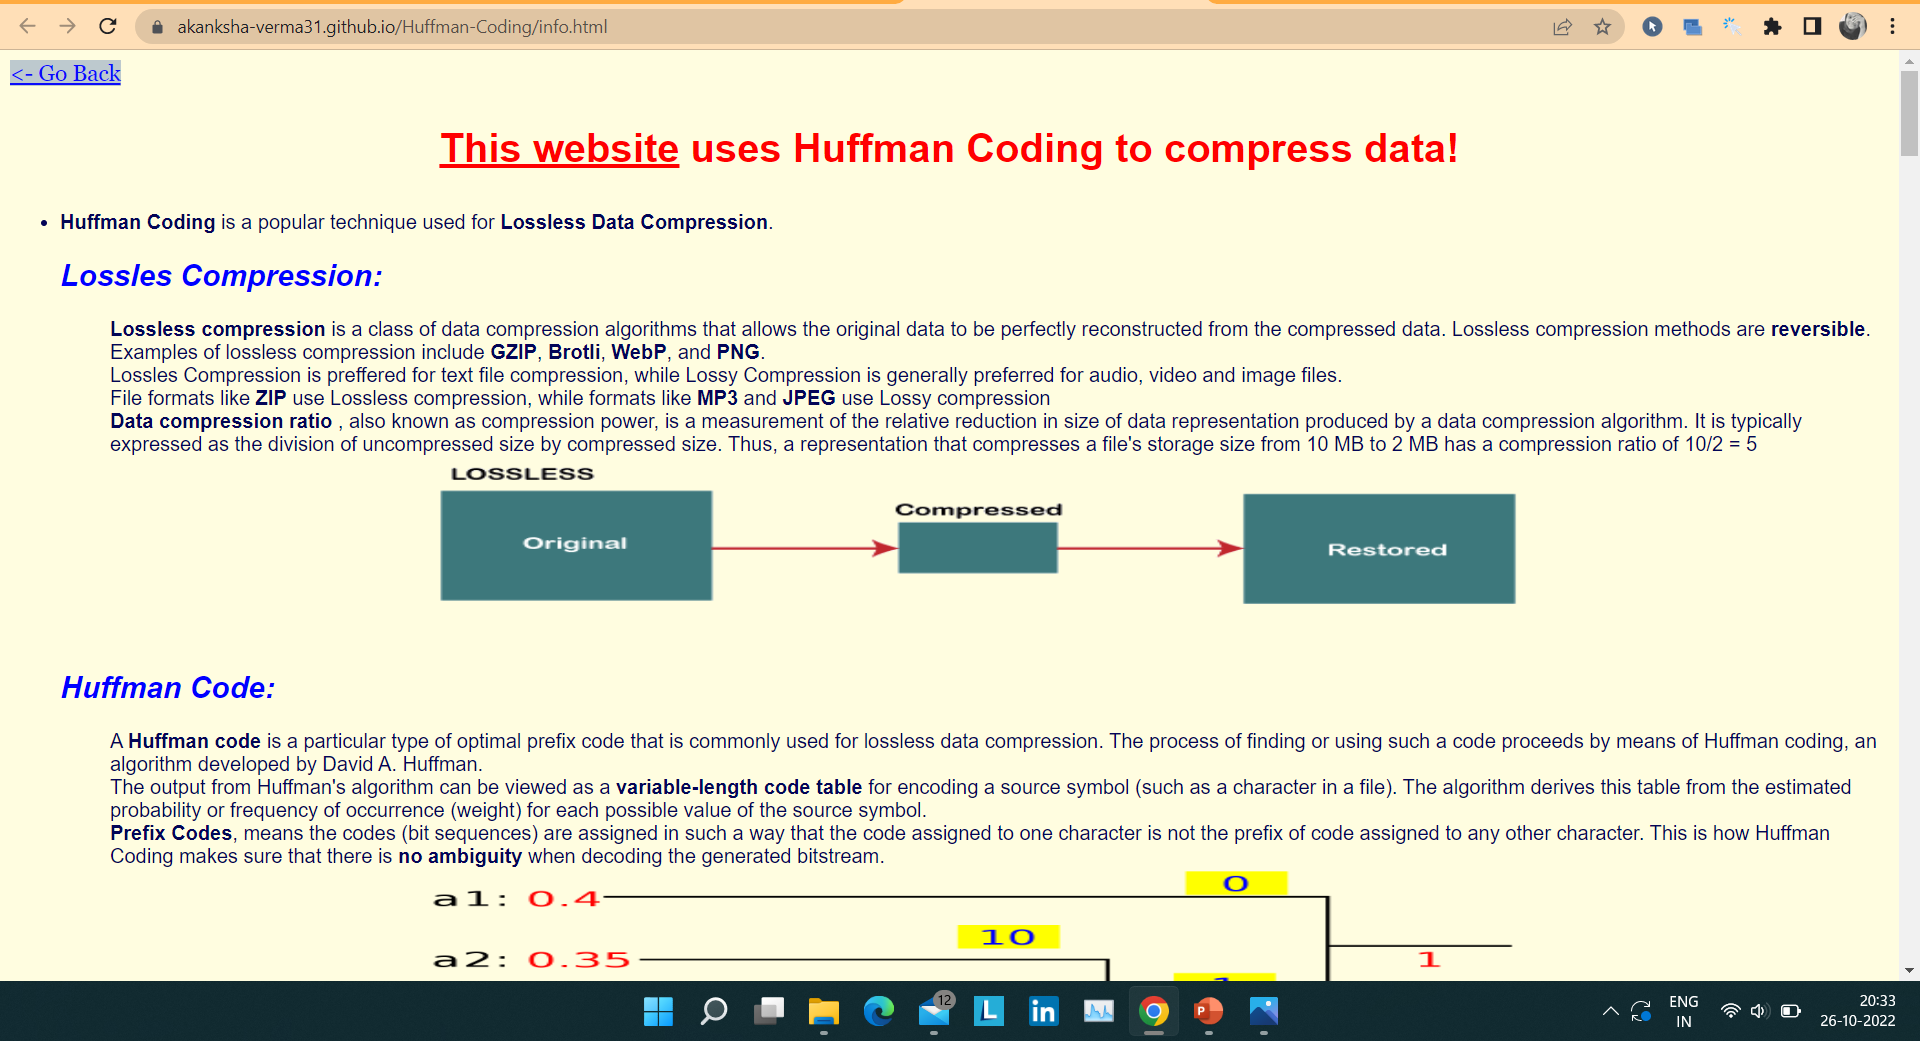 akanksha-verma31.github.io/Huffman-Coding/info.html
<- Go Back
This website uses Huffman Coding to compress data!
• Huffman Coding is a popular technique used for Lossless Data Compression.
Lossles Compression:
Lossless compression is a class of data compression algorithms that allows the original data to be perfectly reconstructed from the compressed data. Lossless compression methods are reversible.
Examples of lossless compression include GZIP, Brotli, WebP, and PNG.
Lossles Compression is preffered for text file compression, while Lossy Compression is generally preferred for audio, video and image files.
File formats like ZIP use Lossless compression, while formats like MP3 and JPEG use Lossy compression
Data compression ratio , also known as compression power, is a measurement of the relative reduction in size of data representation produced by a data compression algorithm. It is typically
expressed as the division of uncompressed size by compressed size. Thus, a representation that compresses a file's storage size from 10 MB to 2 MB has a compression ratio of 10/2 = 5
LOSSLESS
Original
Compressed
Restored
Huffman Code:
A Huffman code is a particular type of optimal prefix code that is commonly used for lossless data compression. The process of finding or using such a code proceeds by means of Huffman coding, an
algorithm developed by David A. Huffman.
The output from Huffman's algorithm can be viewed as a variable-length code table for encoding a source symbol (such as a character in a file). The algorithm derives this table from the estimated
probability or frequency of occurrence (weight) for each possible value of the source symbol.
Prefix Codes, means the codes (bit sequences) are assigned in such a way that the code assigned to one character is not the prefix of code assigned to any other character. This is how Huffman
Coding makes sure that there is no ambiguity when decoding the generated bitstream.
a1: 0.4
0
10
a2: 0.35
1
12
L
in
P
ENG
IN
20:33
26-10-2022